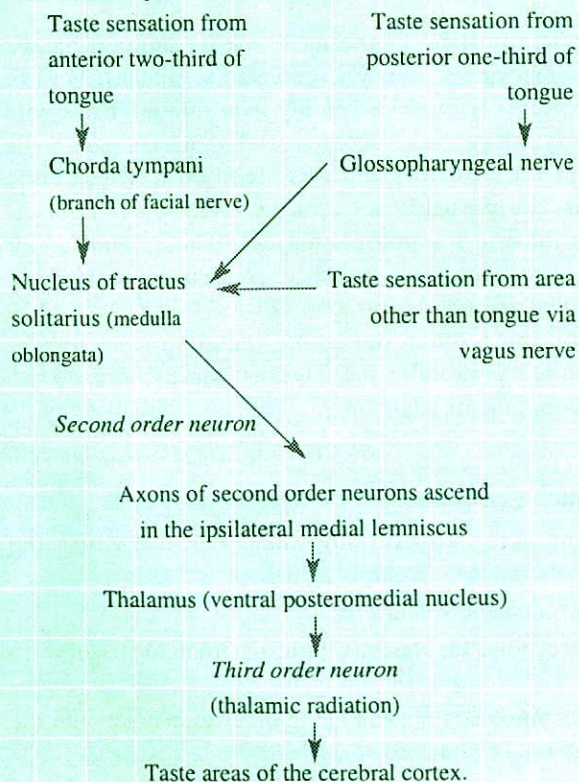 Taste sensation from
anterior two-third of
tongue
Taste sensation from
posterior one-third of
tongue
Chorda tympani
(branch of facial nerve)
Glossopharyngeal nerve
Nucleus of tractus
solitarius (medulla
oblongata)
Taste sensation from area
other than tongue via
vagus nerve
Second order neuron
Axons of second order neurons ascend
in the ipsilateral medial lemniscus
Thalamus (ventral posteromedial nucleus)
Third order neuron
(thalamic radiation)
Taste areas of the cerebral cortex.